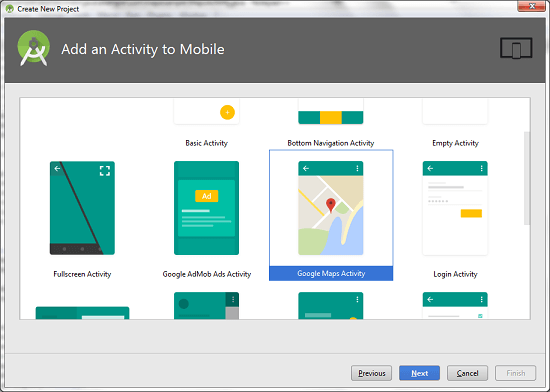 Create New Project
Add an Activity to Mobile
Basic Activity
Bottom Navigation Activity
Empty Activity
Ad
Fullscreen Activity
Google AdMob Ads Activity
Google Maps Activity
Login Activity
Previous
Next
Cancel
Finish